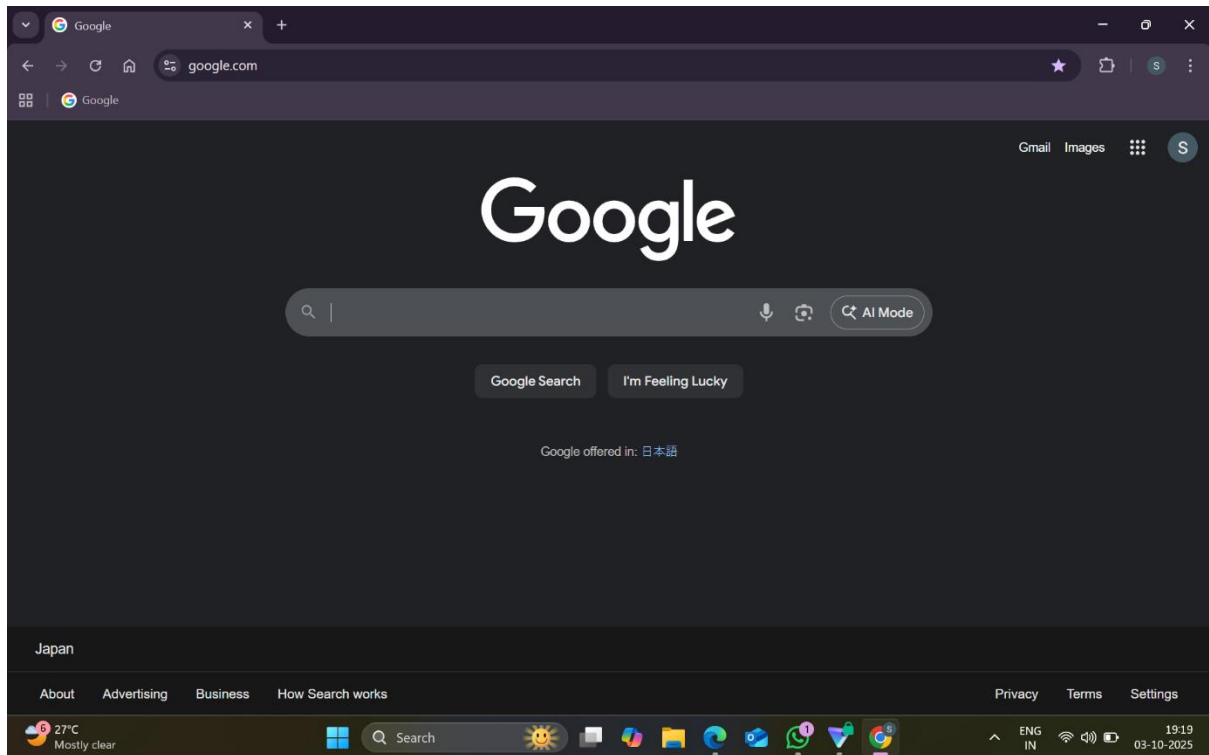 Google
google.com
S
Google
Gmail Images S
Google
AI Mode
Google Search I'm Feeling Lucky
Google offered in: 日本語
Japan
About Advertising Business How Search works Privacy Terms Settings
6 27°C
Mostly clear
Search
1
S
ENG
IN
19:19
03-10-2025